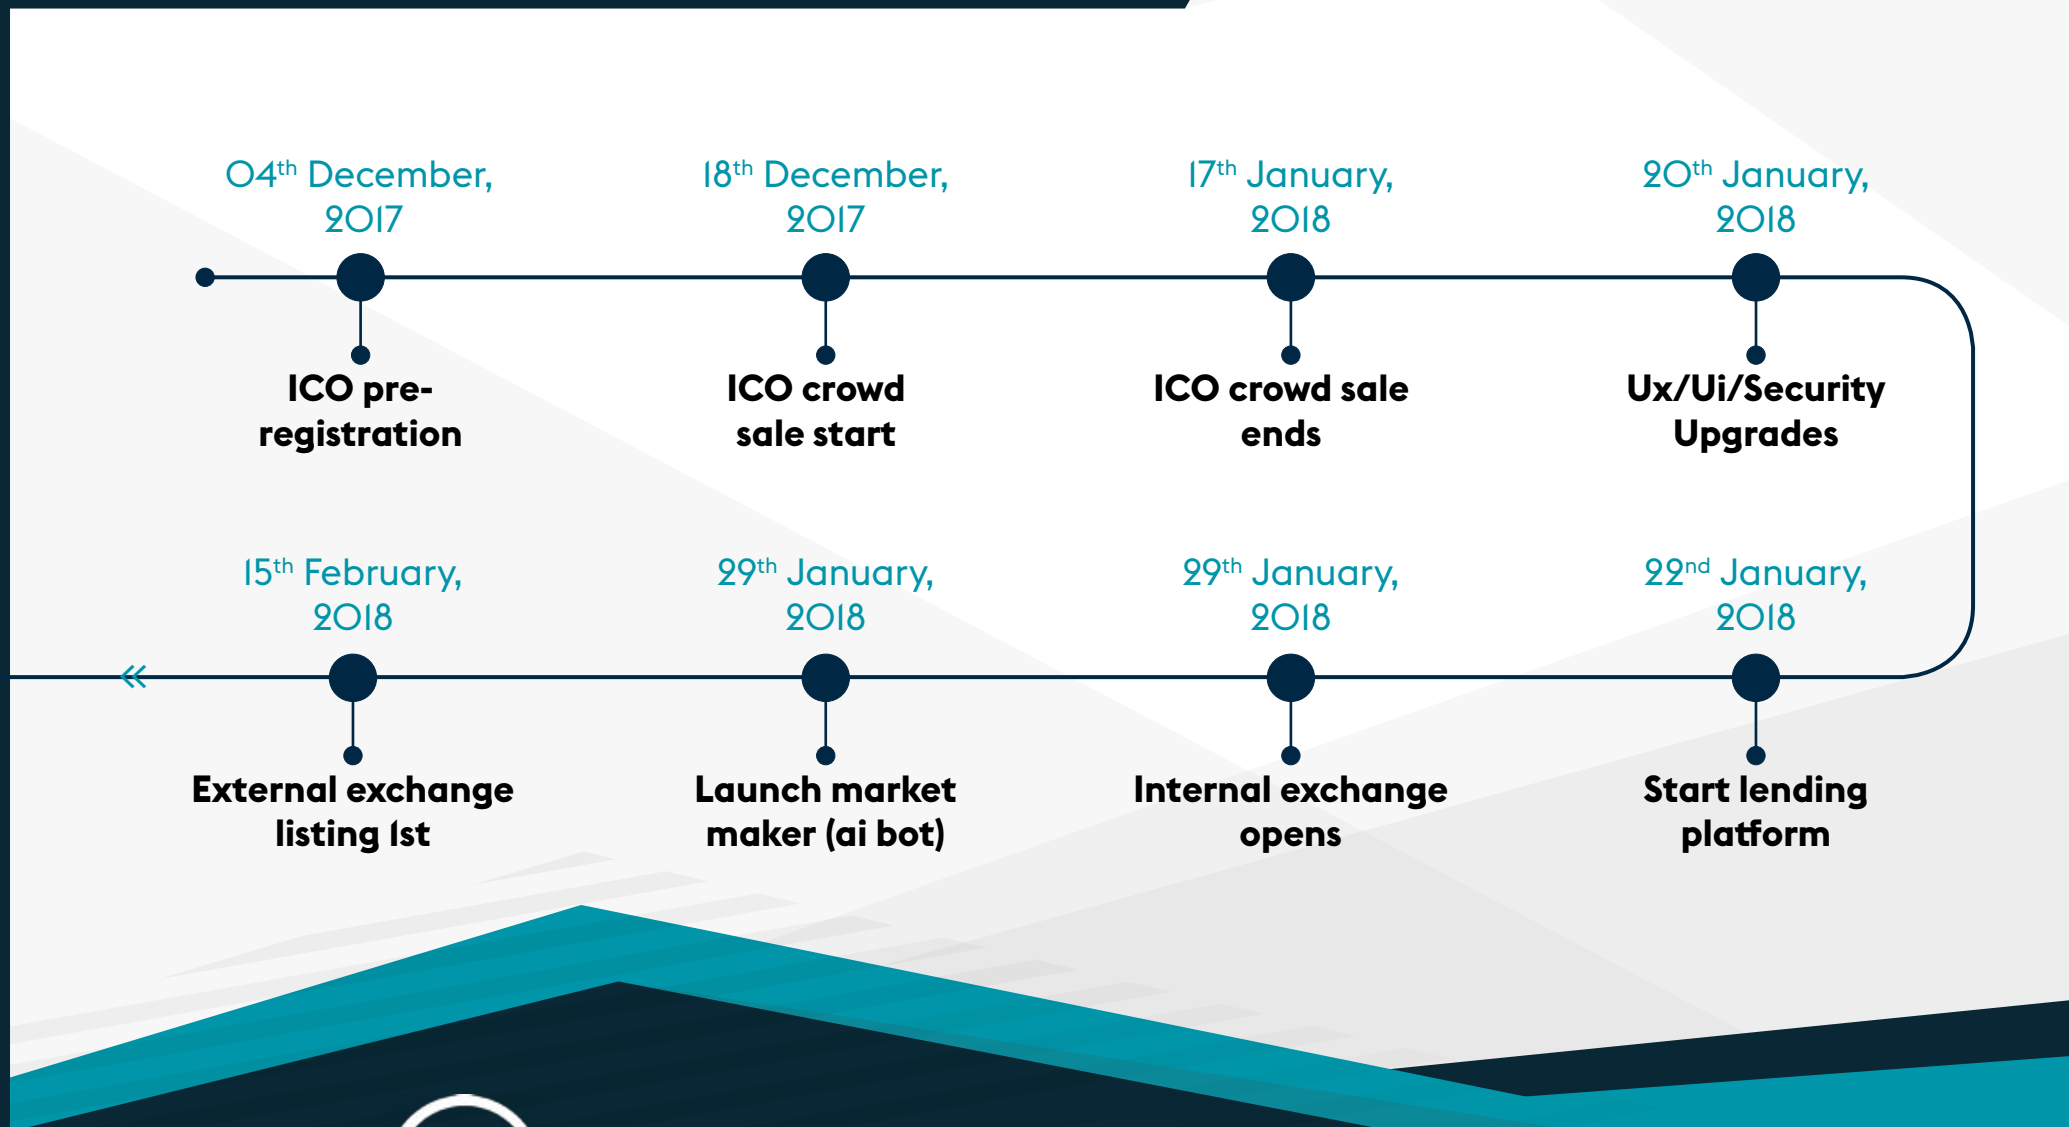 04th December,
2017
ICO pre-
registration
18th December,
2017
ICO crowd
sale start
17th January,
2018
ICO crowd sale
ends
20th January,
2018
Ux/Ui/Security
Upgrades
22nd January,
2018
Start lending
platform
29th January,
2018
Internal exchange
opens
29th January,
2018
Launch market
maker (ai bot)
15th February,
2018
External exchange
listing 1st